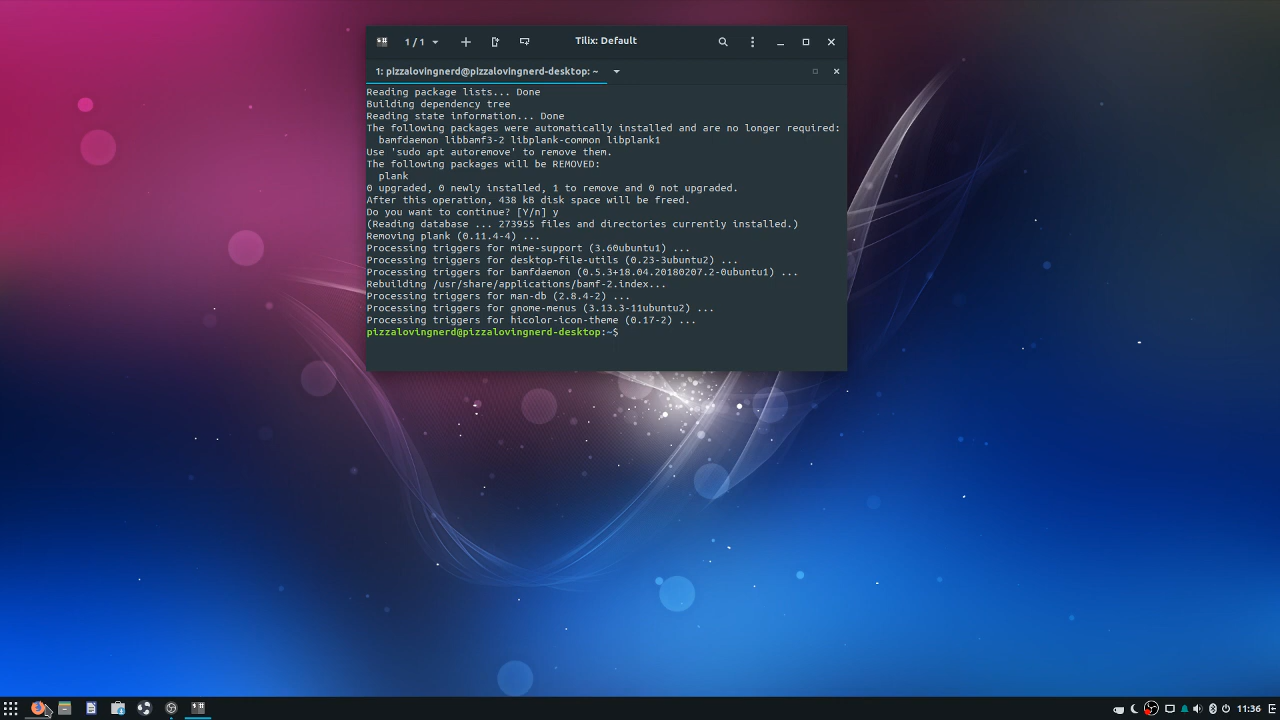 1 / 1
Tilix: Default
1: pizzalovingnerd@pizzalovingnerd-desktop: ~
Reading package lists... Done
Building dependency tree
Reading state information... Done
The following packages were automatically installed and are no longer required:
bamfdaemon libbamf3-2 libplank-common libplank1
Use 'sudo apt autoremove' to remove them.
The following packages will be REMOVED:
plank
0 upgraded, 0 newly installed, 1 to remove and 0 not upgraded.
After this operation, 438 kB disk space will be freed.
Do you want to continue? [Y/n] y
(Reading database ... 273955 files and directories currently installed.)
Removing plank (0.11.4-4) ...
Processing triggers for mime-support (3.60ubuntu1) ...
Processing triggers for desktop-file-utils (0.23-3ubuntu2) ...
Processing triggers for bamfdaemon (0.5.3+18.04.20180207.2-0ubuntu1) ...
Rebuilding /usr/share/applications/bamf-2.index...
Processing triggers for man-db (2.8.4-2) ...
Processing triggers for gnome-menus (3.13.3-11ubuntu2) ...
Processing triggers for hicolor-icon-theme (0.17-2) ...
pizzalovingnerd@pizzalovingnerd-desktop:~$
11:36